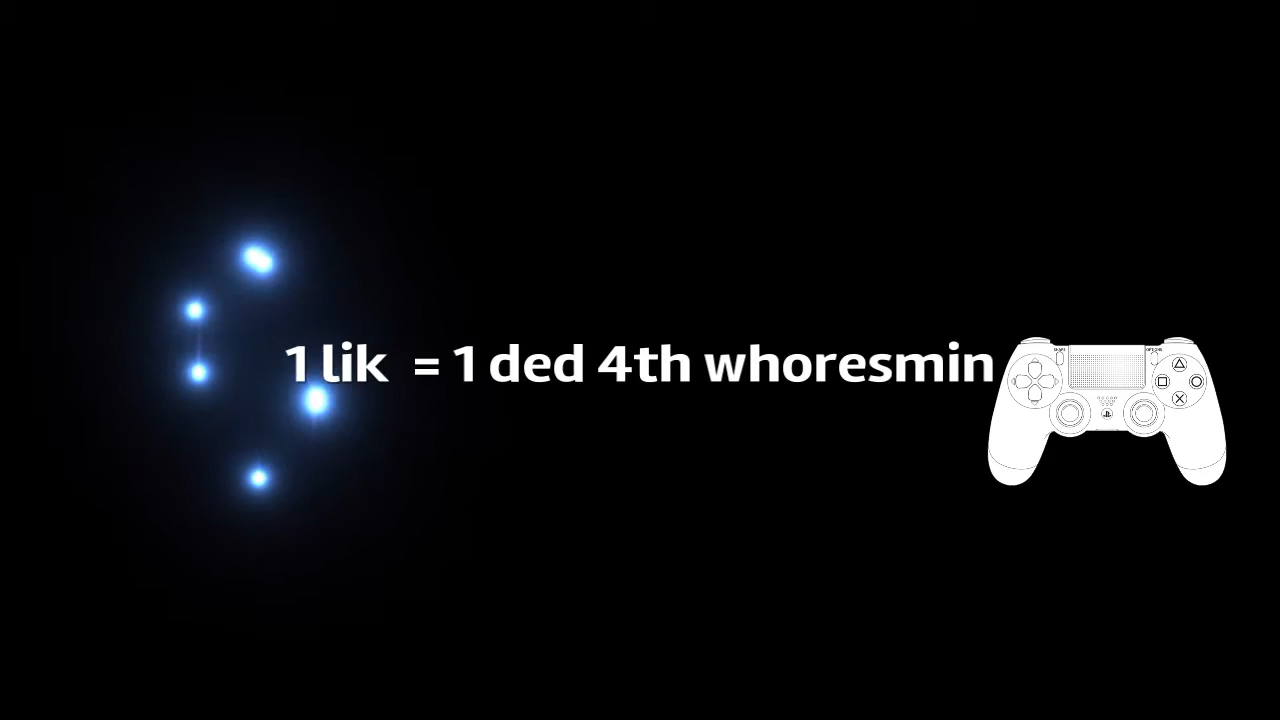 1 lik = 1 ded 4th whoresmin